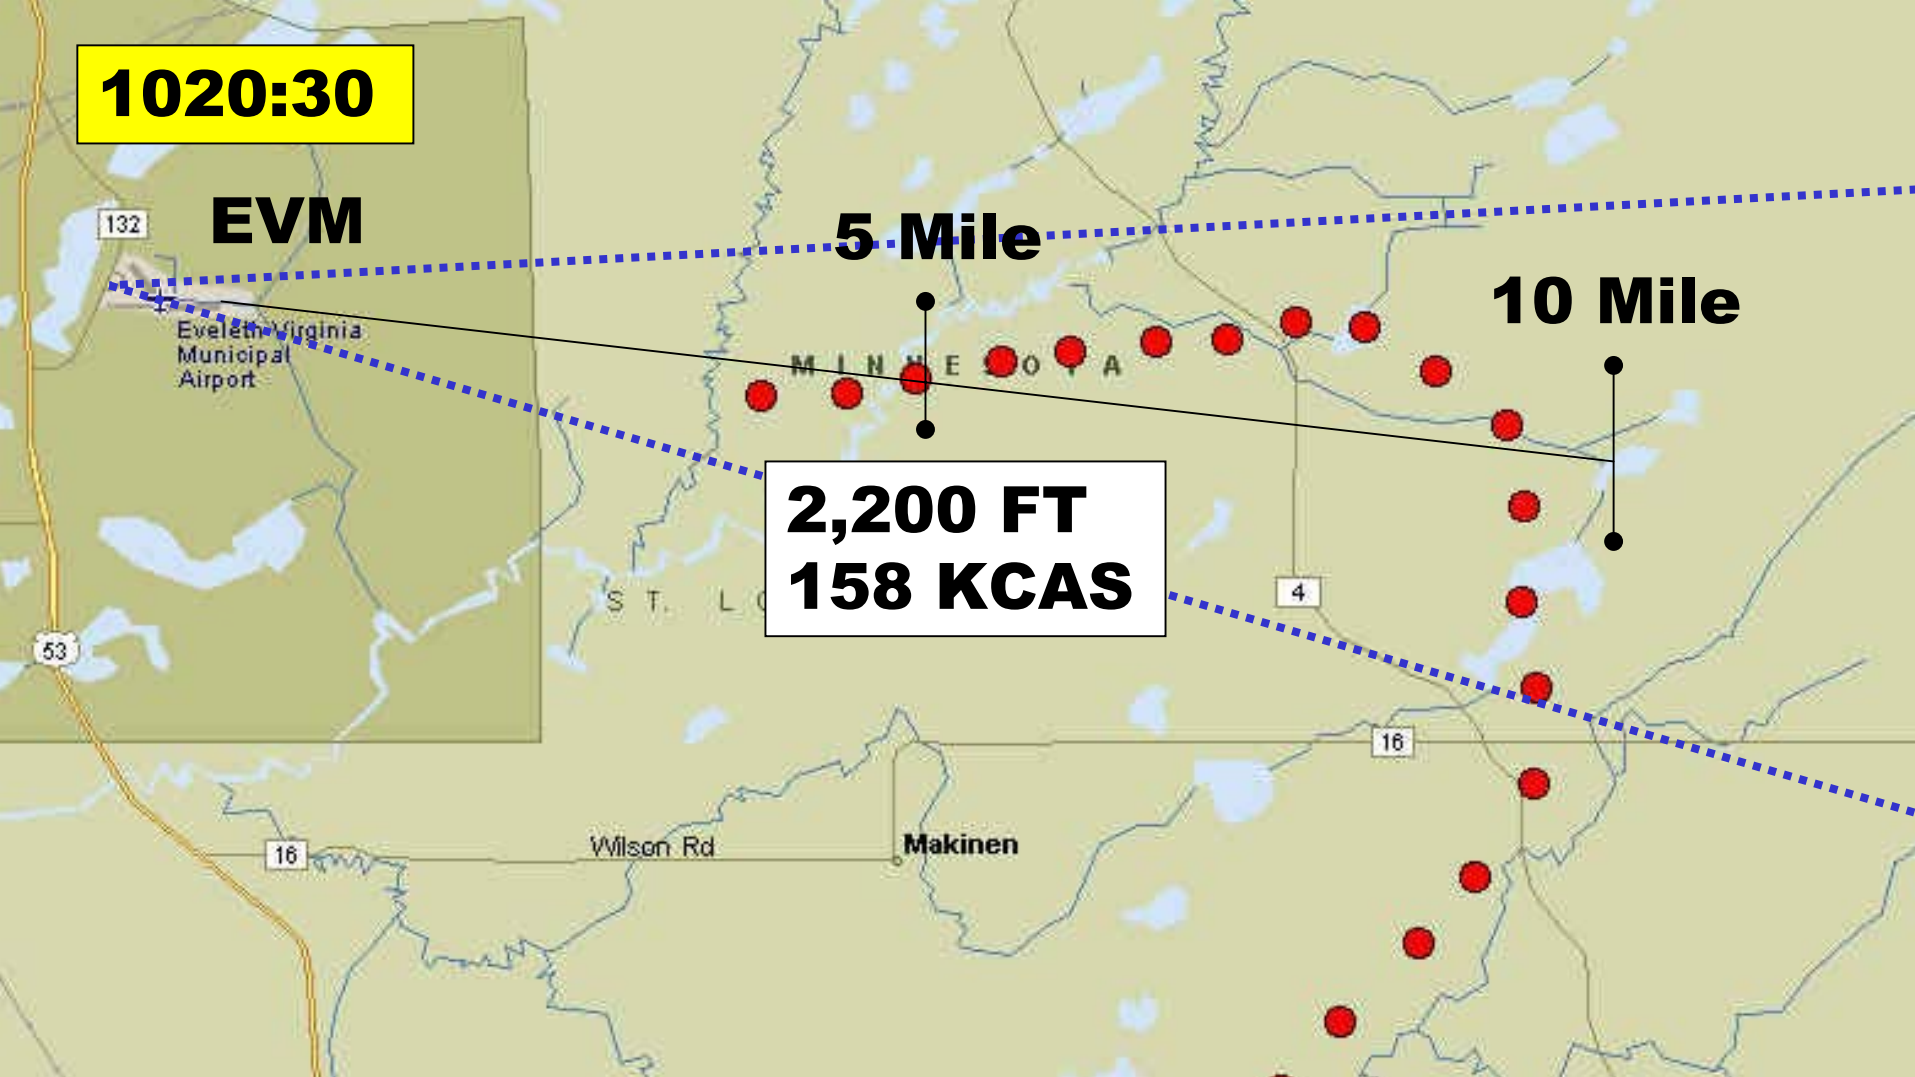 1020:30
132
EVM
5 Mile
10 Mile
Eveleth Virginia
Municipal
Airport
M I N N E S O T A
2,200 FT
158 KCAS
S T. L
4
53
16
16
Wilson Rd
Makinen